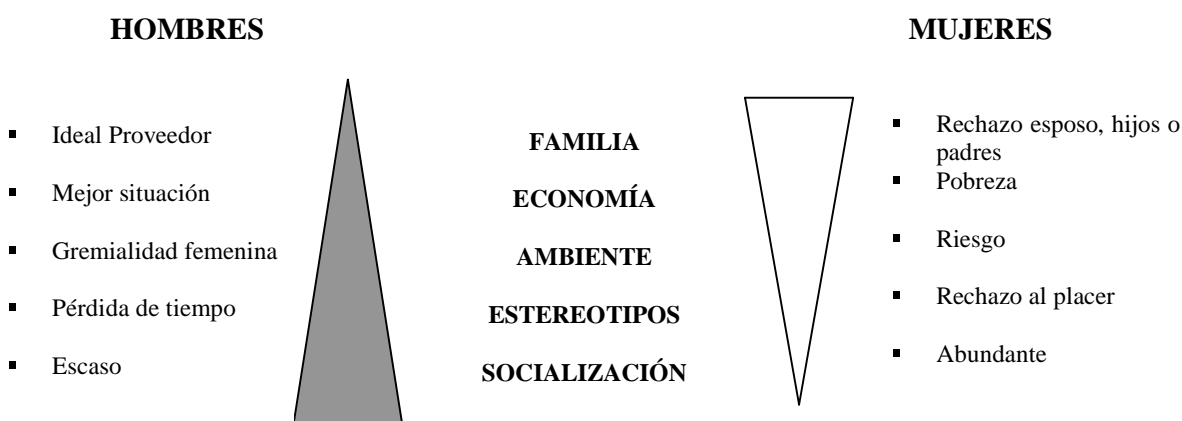 HOMBRES
MUJERES
▪ Ideal Proveedor
▪ Mejor situación
▪ Gremialidad femenina
▪ Pérdida de tiempo
▪ Escaso
FAMILIA
ECONOMÍA
AMBIENTE
ESTEREOTIPOS
SOCIALIZACIÓN
▪ Rechazo esposo, hijos o
padres
▪ Pobreza
▪ Riesgo
▪ Rechazo al placer
▪ Abundante